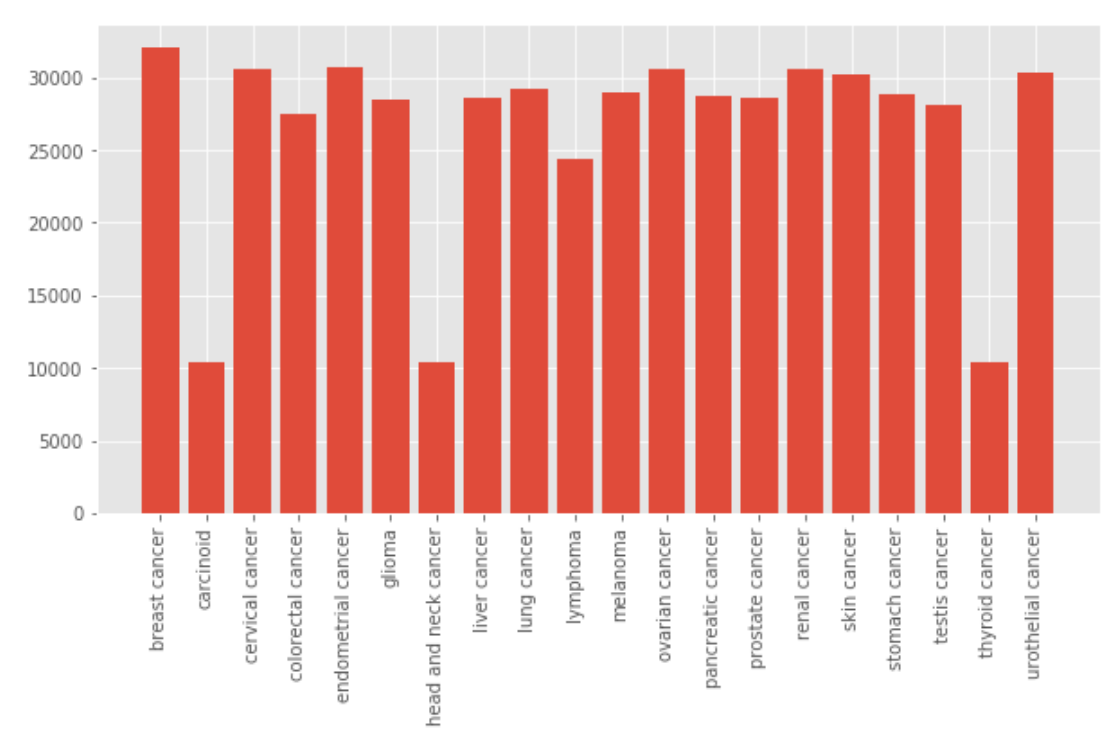 30000
25000
20000
15000
10000
5000
0
breast cancer
carcinoid
cervical cancer
colorectal cancer
endometrial cancer
glioma
head and neck cancer
liver cancer
lung cancer
lymphoma
melanoma
ovarian cancer
pancreatic cancer
prostate cancer
renal cancer
skin cancer
stomach cancer
testis cancer
thyroid cancer
urothelial cancer